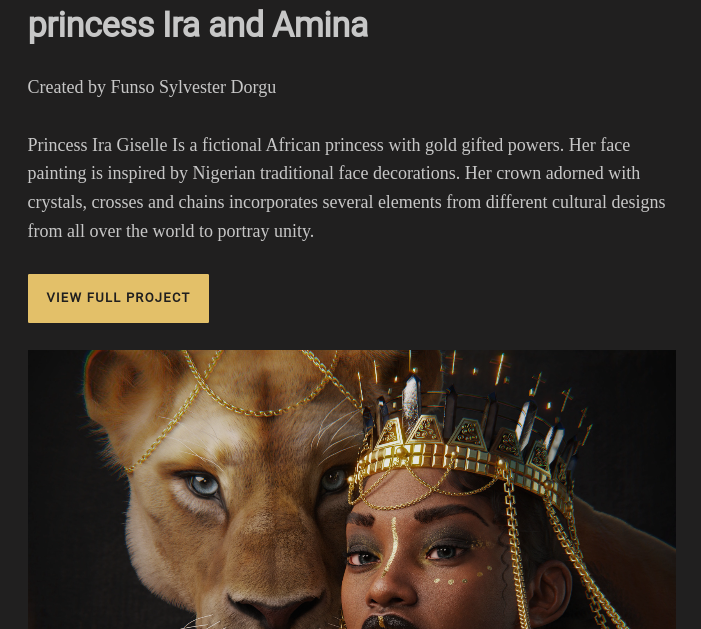 princess Ira and Amina
Created by Funso Sylvester Dorgu
Princess Ira Giselle Is a fictional African princess with gold gifted powers. Her face
painting is inspired by Nigerian traditional face decorations. Her crown adorned with
crystals, crosses and chains incorporates several elements from different cultural designs
from all over the world to portray unity.
VIEW FULL PROJECT